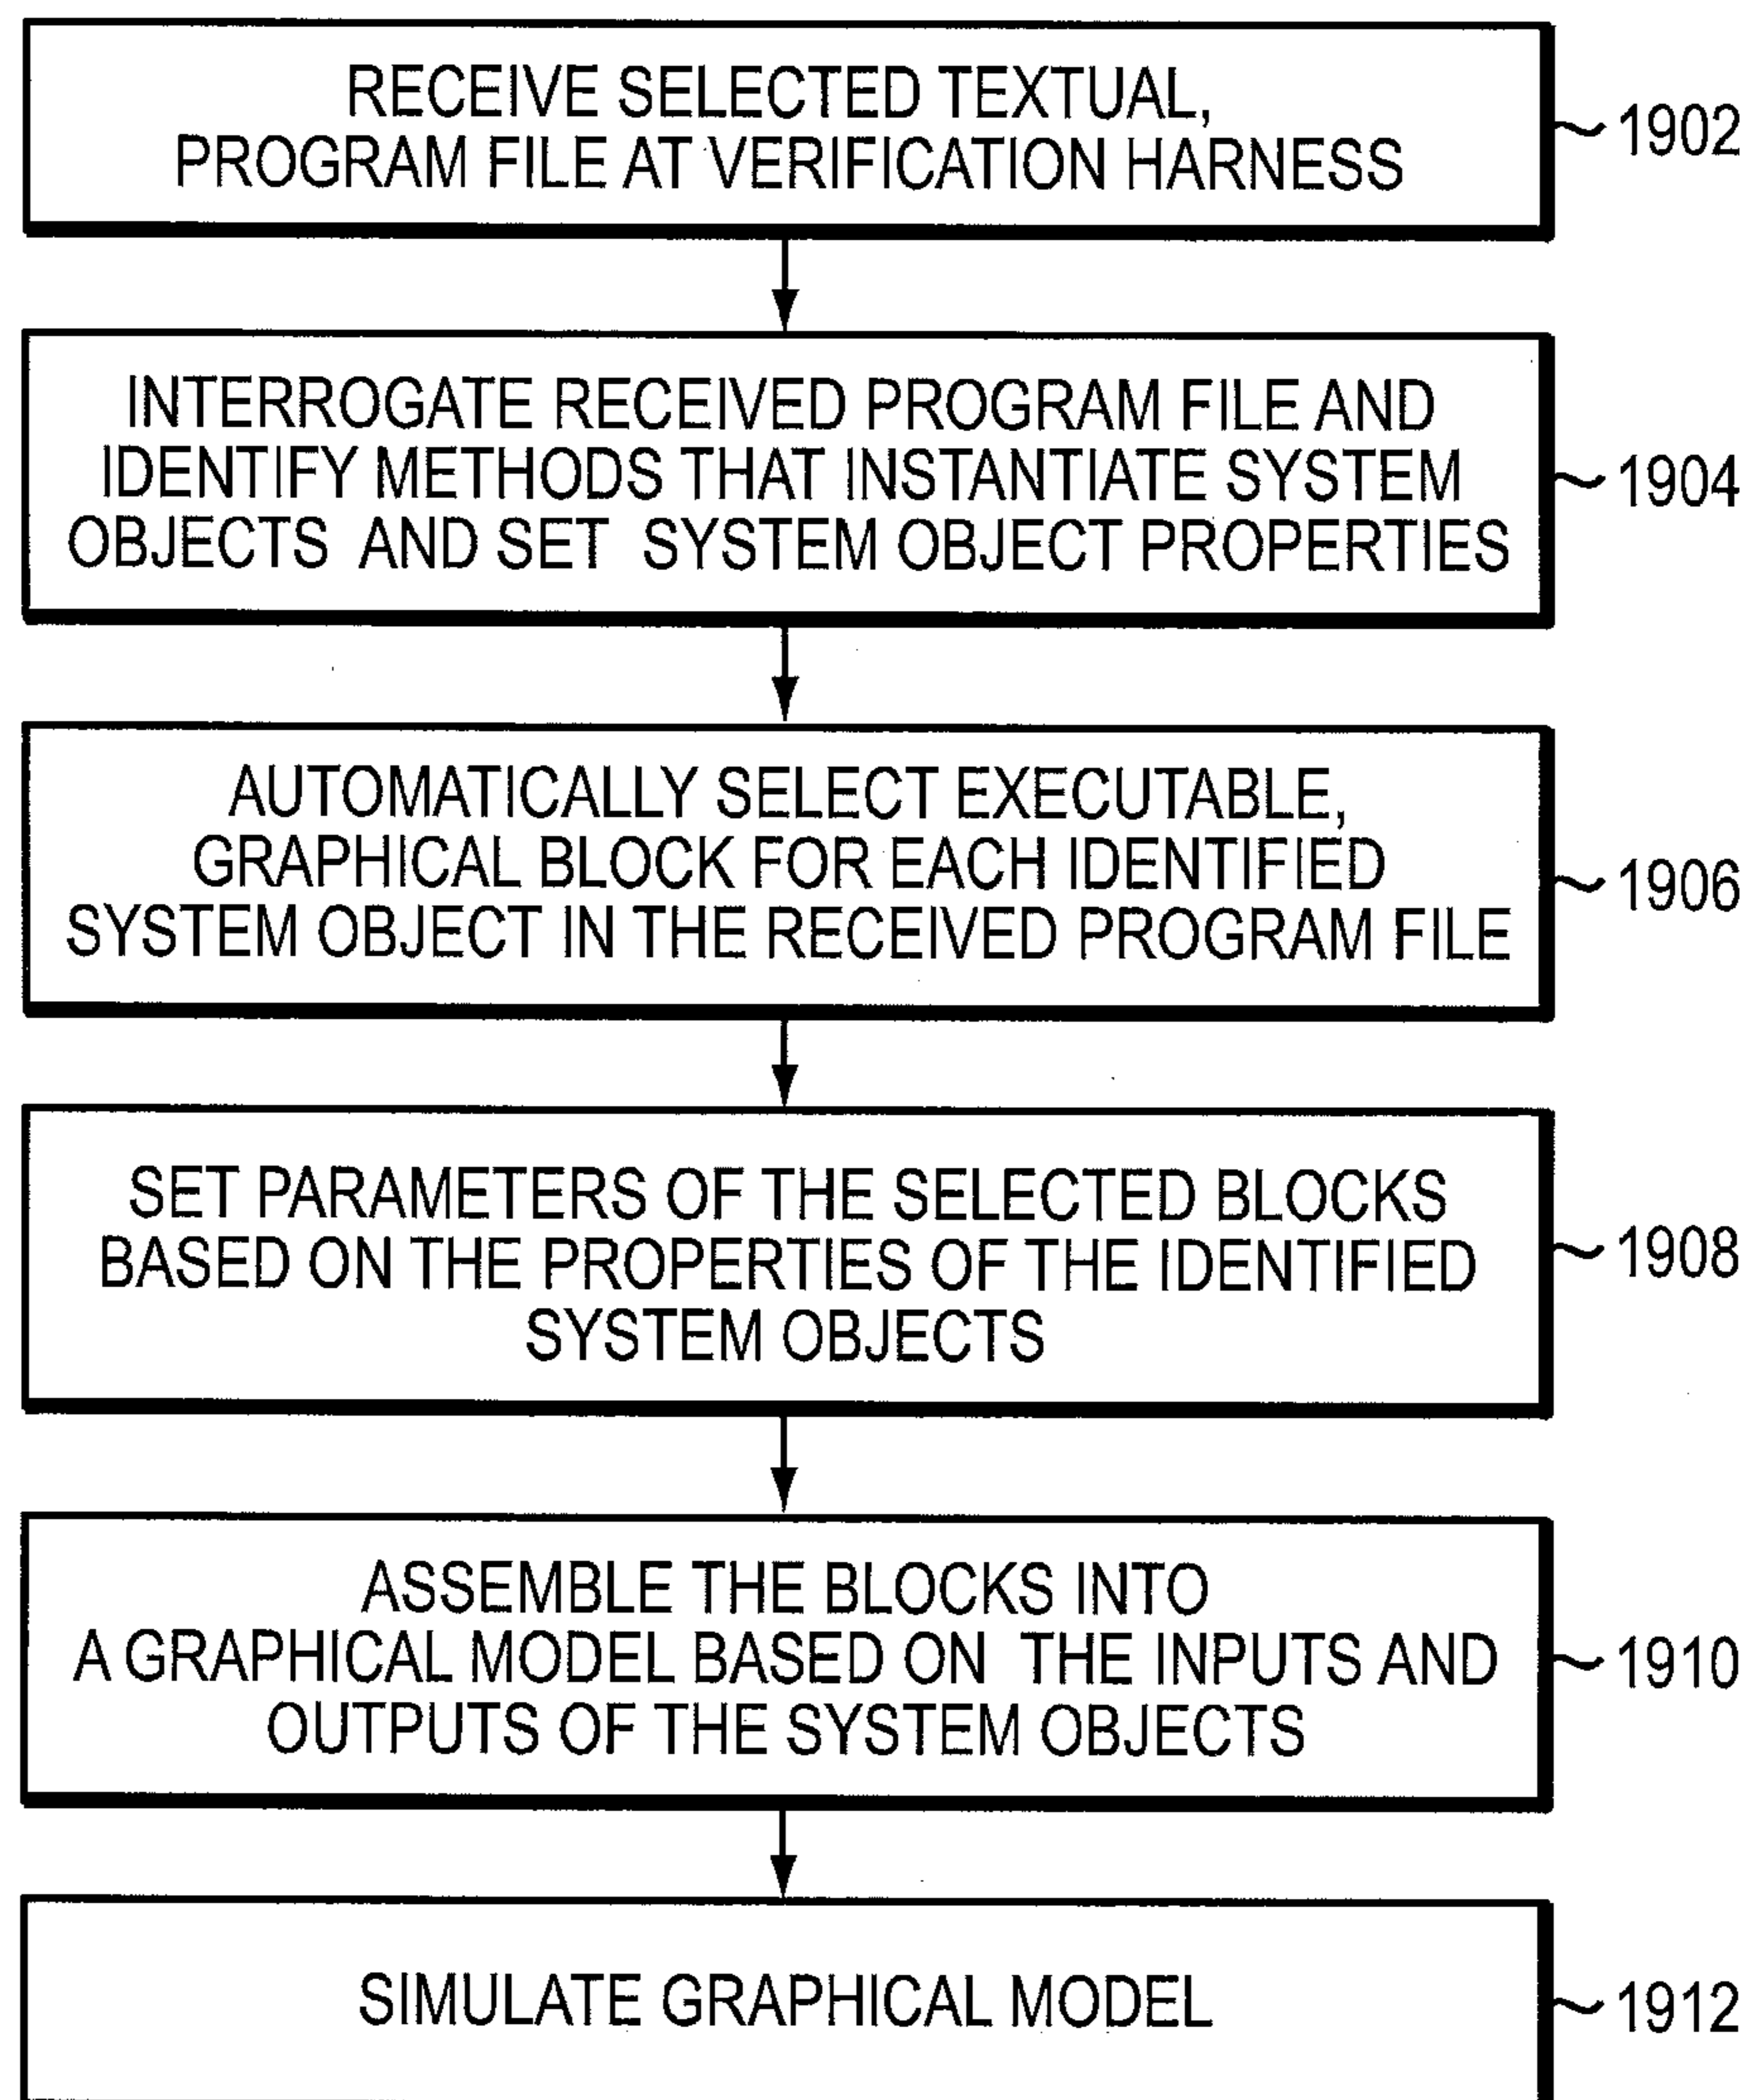 RECEIVE SELECTED TEXTUAL,
PROGRAM FILE AT VERIFICATION HARNESS
1902
INTERROGATE RECEIVED PROGRAM FILE AND
IDENTIFY METHODS THAT INSTANTIATE SYSTEM
OBJECTS AND SET SYSTEM OBJECT PROPERTIES
1904
AUTOMATICALLY SELECT EXECUTABLE,
GRAPHICAL BLOCK FOR EACH IDENTIFIED
SYSTEM OBJECT IN THE RECEIVED PROGRAM FILE
1906
SET PARAMETERS OF THE SELECTED BLOCKS
BASED ON THE PROPERTIES OF THE IDENTIFIED
SYSTEM OBJECTS
1908
ASSEMBLE THE BLOCKS INTO
A GRAPHICAL MODEL BASED ON THE INPUTS AND
OUTPUTS OF THE SYSTEM OBJECTS
1910
SIMULATE GRAPHICAL MODEL
1912